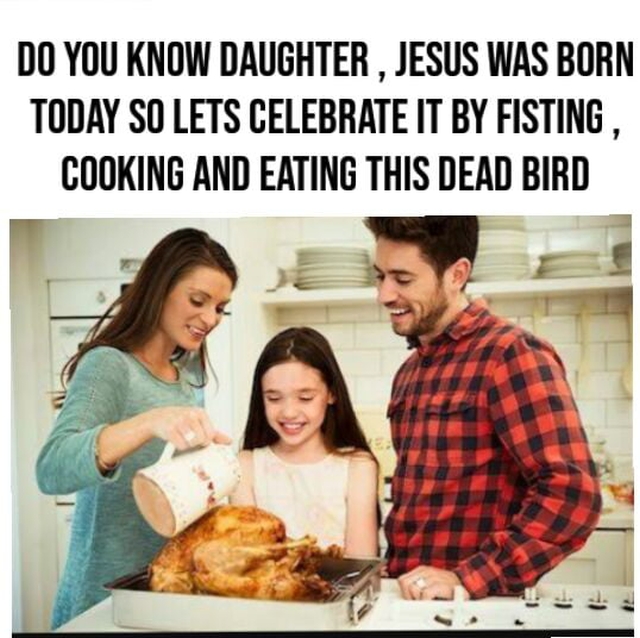 DO YOU KNOW DAUGHTER , JESUS WAS BORN
TODAY SO LETS CELEBRATE IT BY FISTING ,
COOKING AND EATING THIS DEAD BIRD